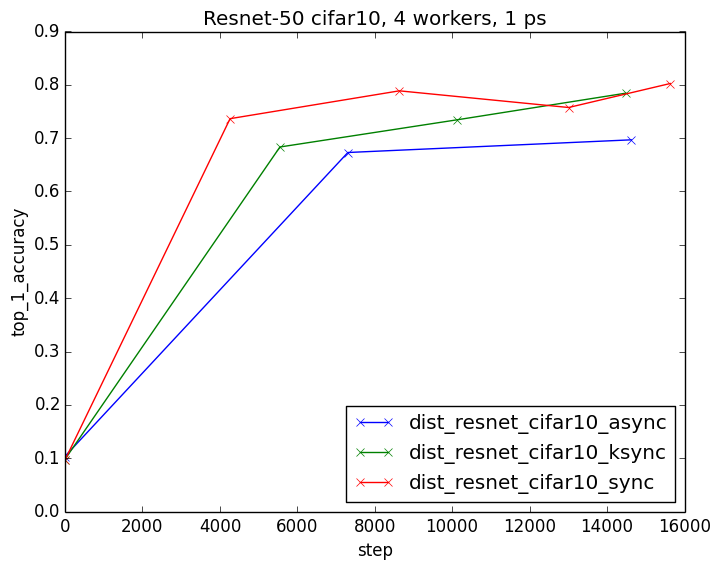 Resnet-50 cifar10, 4 workers, 1 ps
0.9
0.8
0.7
0.6
0.5
0.4
0.3
0.2
0.1
0.0
top_1_accuracy
dist_resnet_cifar10_async
dist_resnet_cifar10_ksync
dist_resnet_cifar10_sync
0 2000 4000 6000 8000 10000 12000 14000 16000
step